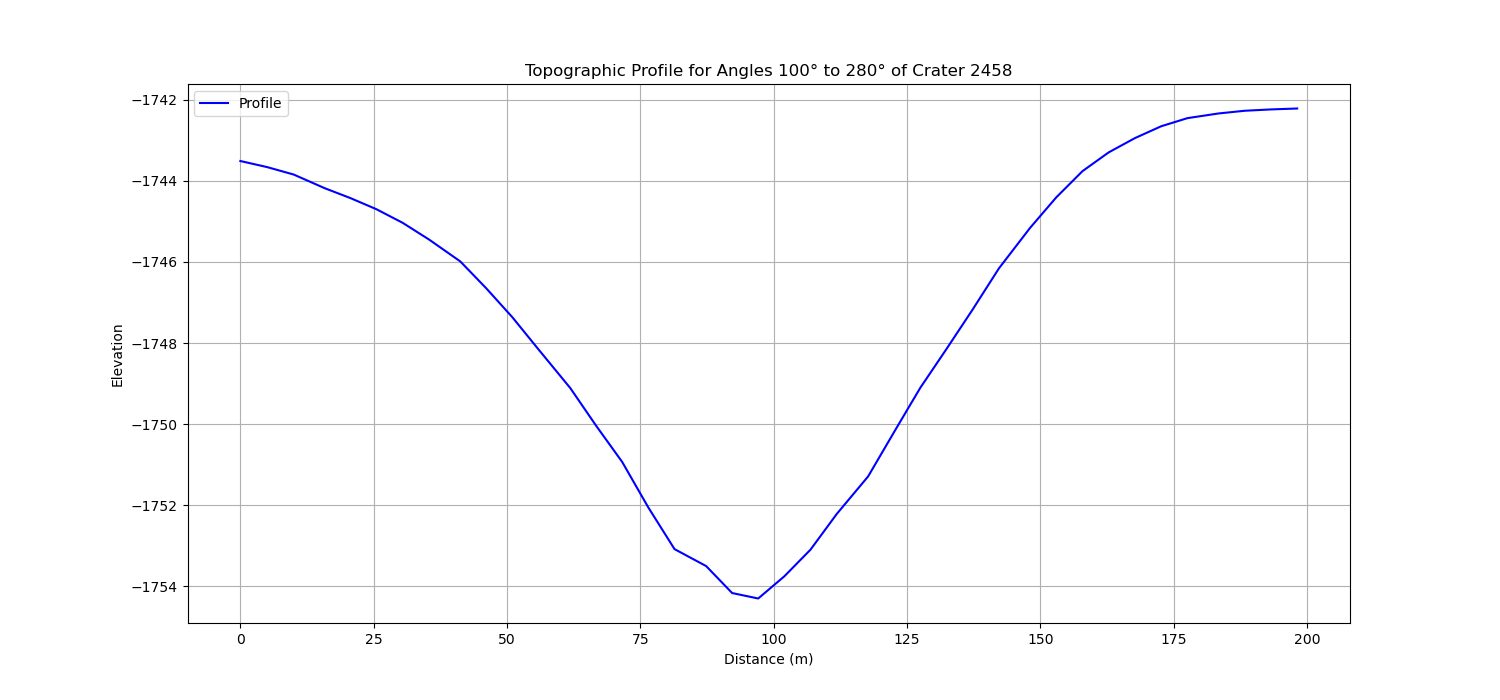 Topographic Profile for Angles 100° to 280° of Crater 2458
Profile
Elevation
−1742
−1744
−1746
−1748
−1750
−1752
−1754
0 25 50 75 100 125 150 175 200
Distance (m)